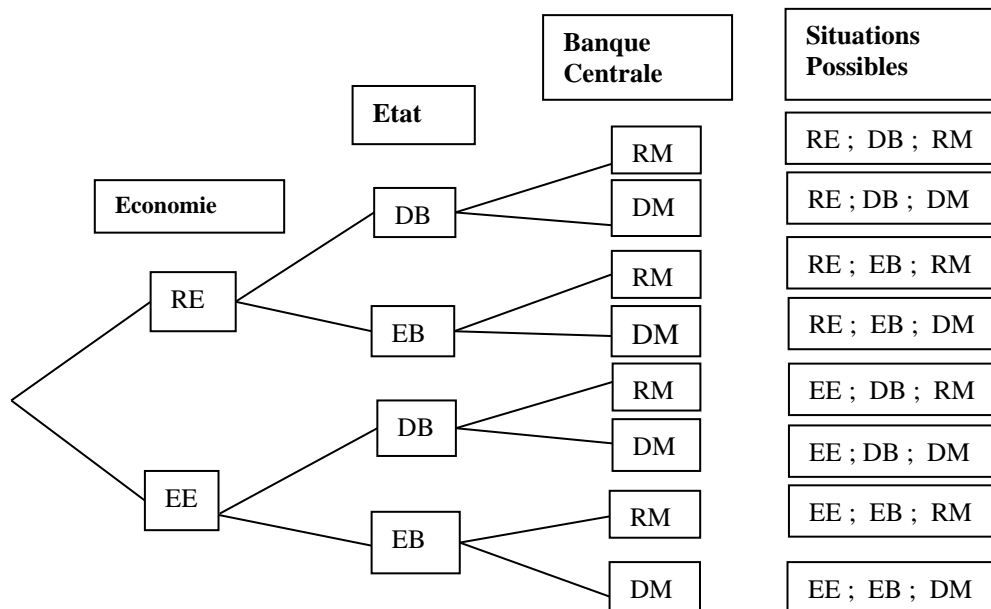 Banque
Centrale
Situations
Possibles
Etat
Economie
RM
RE ; DB ; RM
DB
DM
RE ; DB ; DM
RE
RM
RE ; EB ; RM
EB
DM
RE ; EB ; DM
RM
EE ; DB ; RM
DB
DM
EE ; DB ; DM
EE
RM
EE ; EB ; RM
EB
DM
EE ; EB ; DM